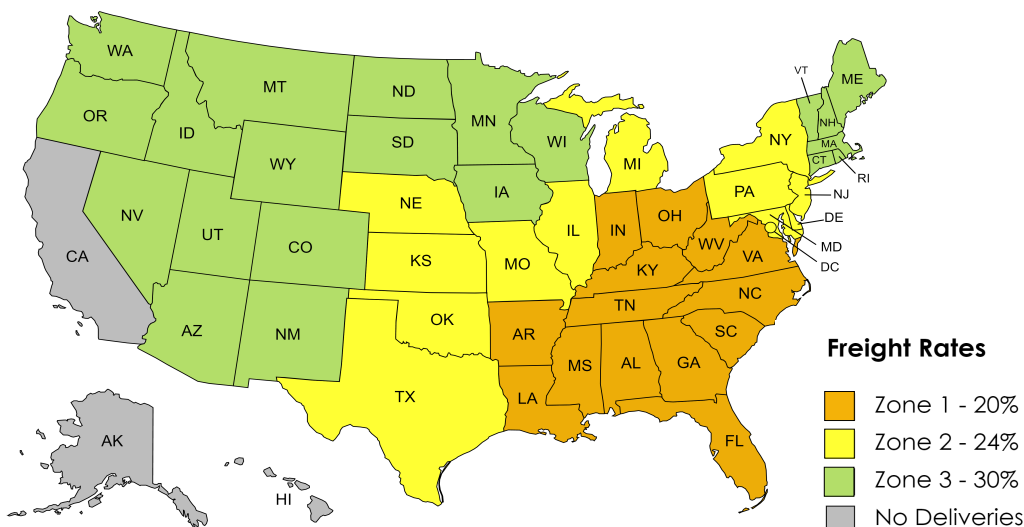 WA
MT
ND
MN
VT
ME
OR
ID
SD
WI
NH
NY
MA
WY
MI
CT
RI
IA
PA
NJ
NE
NV
OH
DE
IL
IN
UT
CO
WV
MD
CA
KS
MO
VA
DC
KY
NC
AZ
NM
OK
AR
TN
SC
MS
AL
GA
TX
LA
FL
AK
HI
Freight Rates
Zone 1 - 20%
Zone 2 - 24%
Zone 3 - 30%
No Deliveries